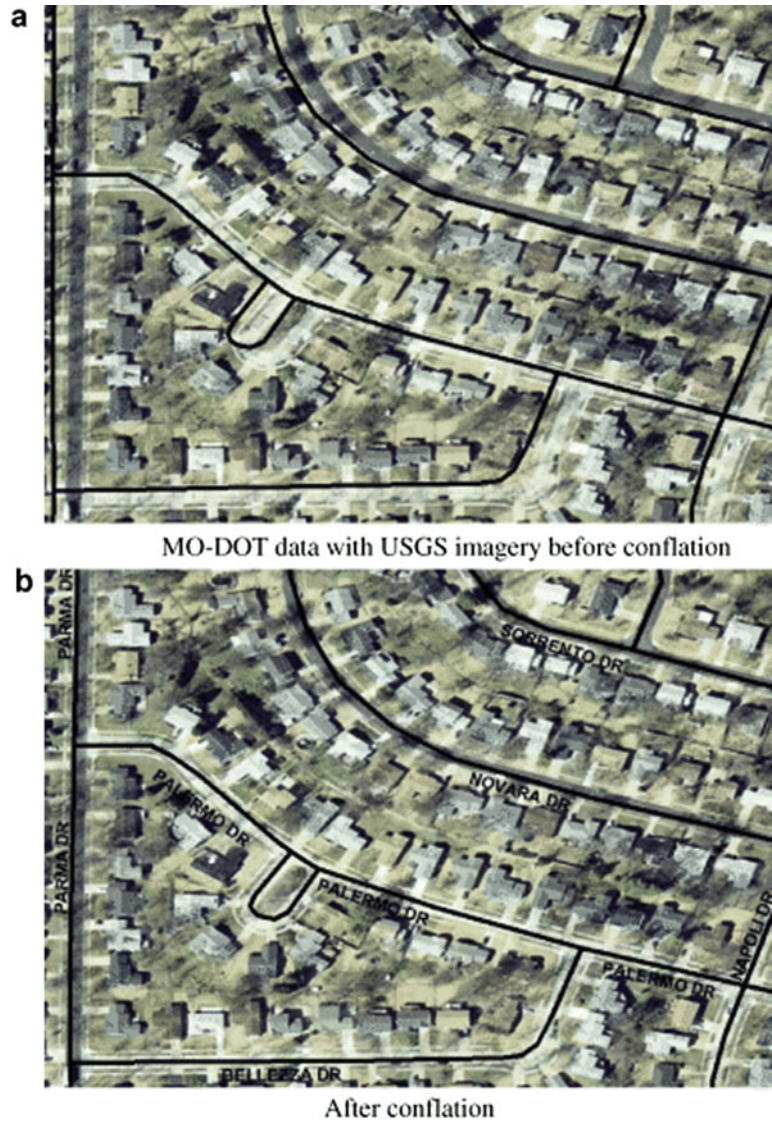 a
MO-DOT data with USGS imagery before conflation
b
PARMA DR
SORRENTO DR
NOVARA DR
PALERMO DR
PARMA DR
PALERMO DR
NAPOLI DR
PALERMO DR
BELLEZZA DR
After conflation